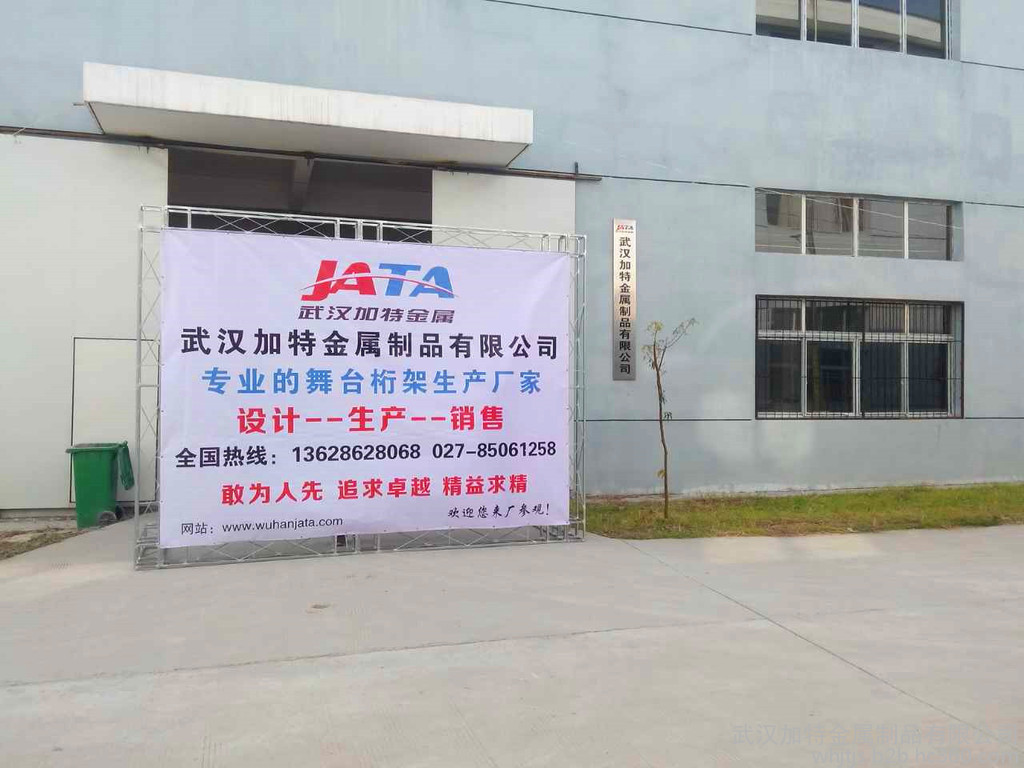 JATA
武汉加特金属
武汉加特金属制品有限公司
专业的舞台桁架生产厂家
设计--生产--销售
全国热线：13628628068 027-85061258
敢为人先 追求卓越 精益求精
欢迎您来厂参观！
网站：www.wuhanjata.com
JATA
武汉加特金属制品有限公司